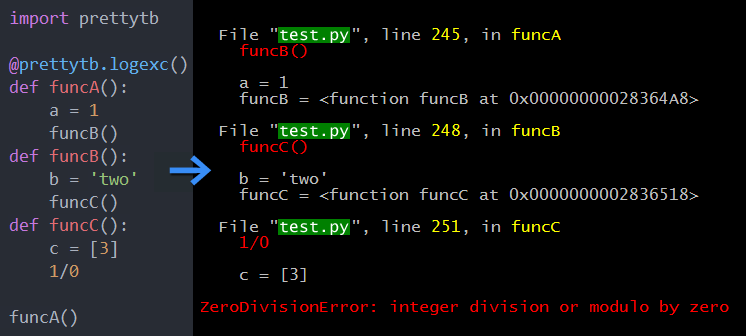 import prettytb

@prettytb.logexc()
def funcA():
    a = 1
    funcB()
def funcB():
    b = 'two'
    funcC()
def funcC():
    c = [3]
    1/0

funcA()

File "test.py", line 245, in funcA
  funcB()

  a = 1
  funcB = <function funcB at 0x00000000028364A8>

File "test.py", line 248, in funcB
  funcC()

  b = 'two'
  funcC = <function funcC at 0x0000000002836518>

File "test.py", line 251, in funcC
  1/0

  c = [3]

ZeroDivisionError: integer division or modulo by zero